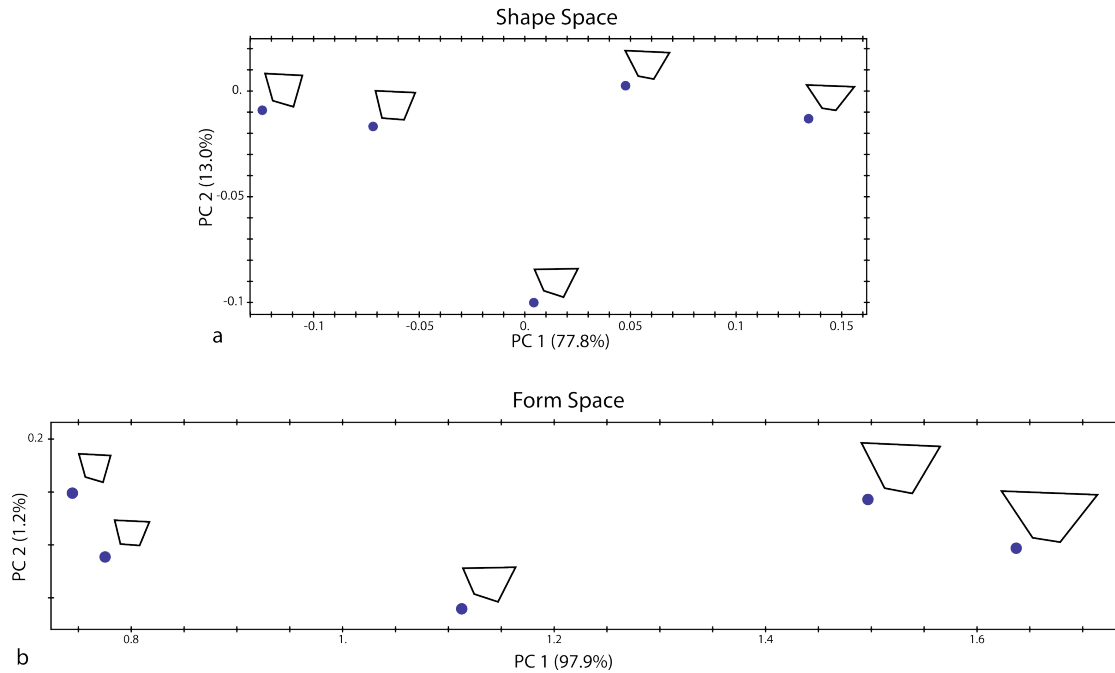 Shape Space
0.
-0.05
-0.1
PC 2 (13.0%)
-0.1
-0.05
0.
0.05
0.1
0.15
PC 1 (77.8%)
a
Form Space
0.2
PC 2 (1.2%)
0.8
1.
1.2
1.4
1.6
PC 1 (97.9%)
b